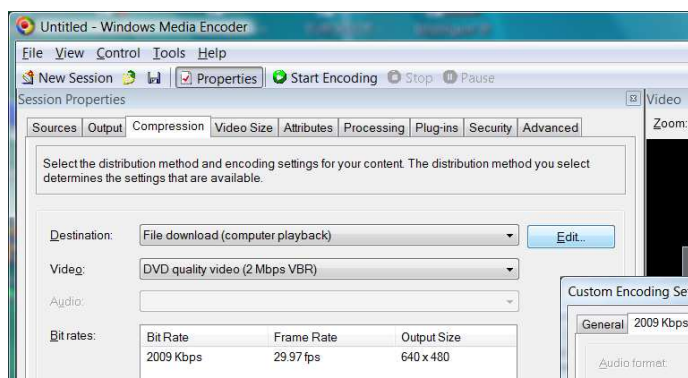 Untitled - Windows Media Encoder
File View Control Tools Help
New Session Properties Start Encoding Stop Pause
Session Properties
Video
Sources Output Compression Video Size Attributes Processing Plug-ins Security Advanced
Zoom:
Select the distribution method and encoding settings for your content. The distribution method you select
determines the settings that are available.
Destination: File download (computer playback) Edit...
Video: DVD quality video (2 Mbps VBR)
Audio:
Bit rates: Bit Rate Frame Rate Output Size
2009 Kbps 29.97 fps 640 x 480
Custom Encoding Se
General 2009 Kbps
Audio format: